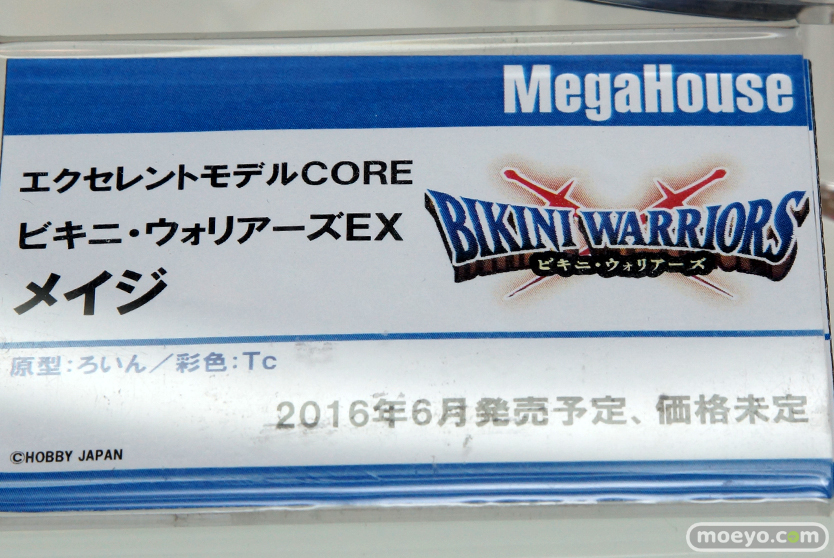 MegaHouse
エクセレントモデルCORE
ビキニ・ウォリアーズEX
メイジ
BIKINI WARRIORS
ビキニ・ウォリアーズ
原型:ろいん／彩色:Tc
2016年6月発売予定、価格未定
©HOBBY JAPAN
moeyo.com